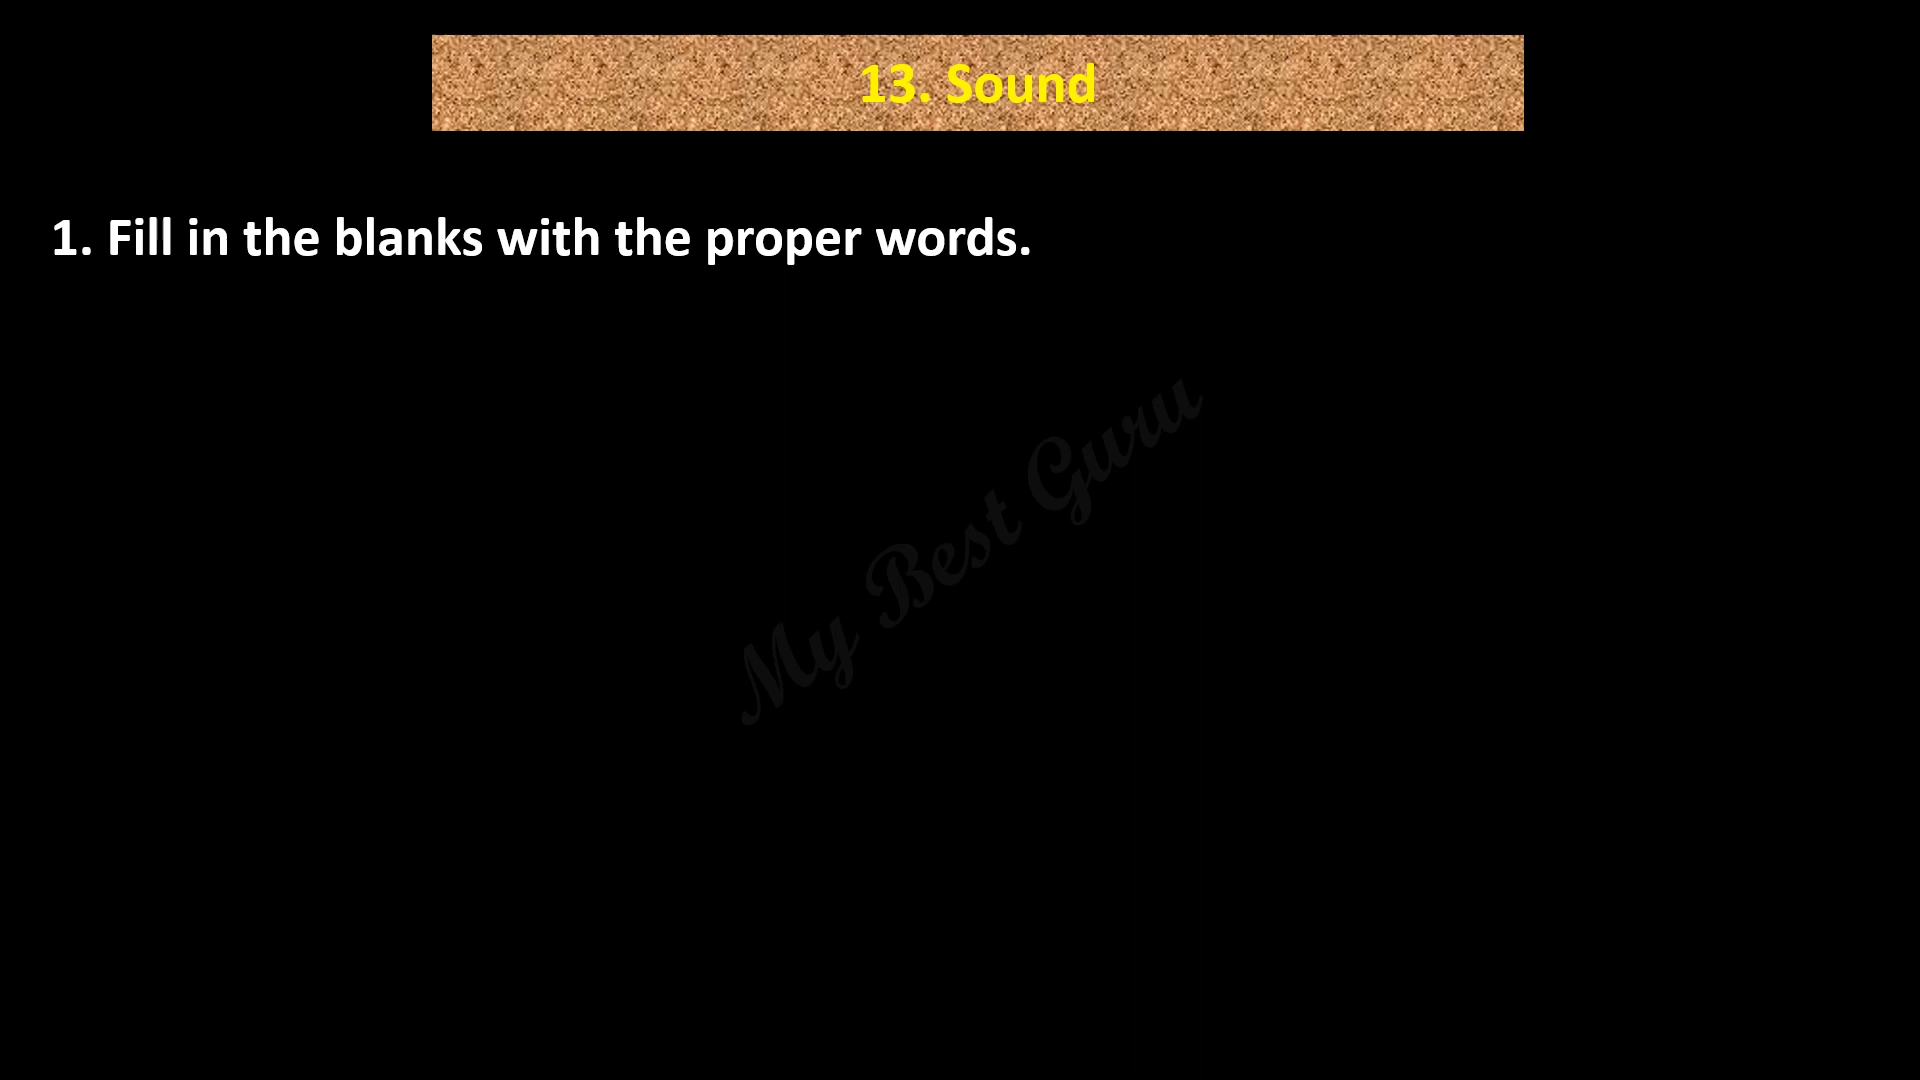 13. Sound
1. Fill in the blanks with the proper words.
My Best Guru